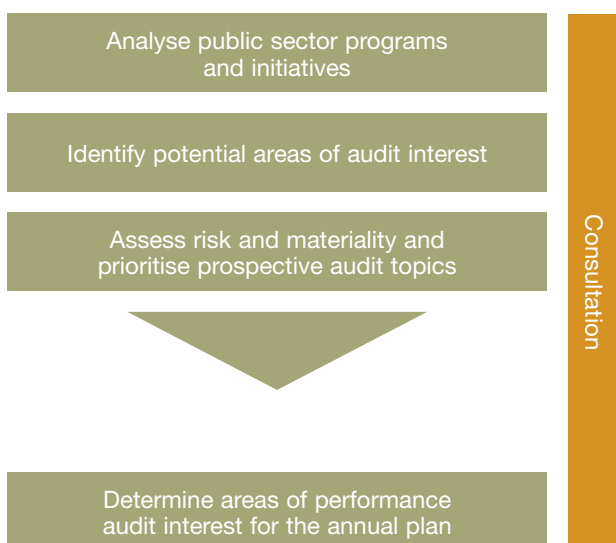 Analyse public sector programs
and initiatives
Identify potential areas of audit interest
Assess risk and materiality and
prioritise prospective audit topics
Determine areas of performance
audit interest for the annual plan
Consultation